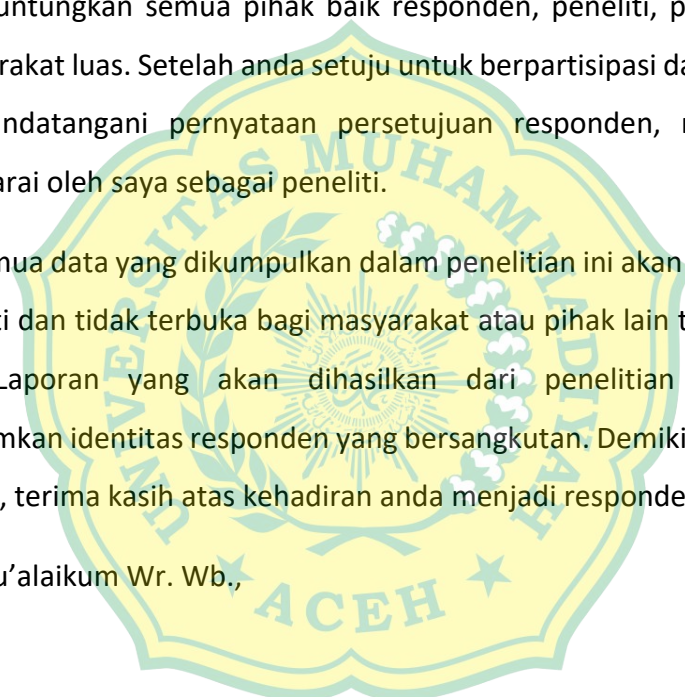 untungkan semua pihak baik responden, peneliti, p
rakat luas. Setelah anda setuju untuk berpartisipasi da
ndatangani pernyataan persetujuan responden, r
arai oleh saya sebagai peneliti.
nua data yang dikumpulkan dalam penelitian ini akan
ti dan tidak terbuka bagi masyarakat atau pihak lain t
Laporan yang akan dihasilkan dari penelitian
mkan identitas responden yang bersangkutan. Demiki
, terima kasih atas kehadiran anda menjadi responde
u’alaikum Wr. Wb.,
UNIVERSITAS MUHAMMADIYAH
ACEH